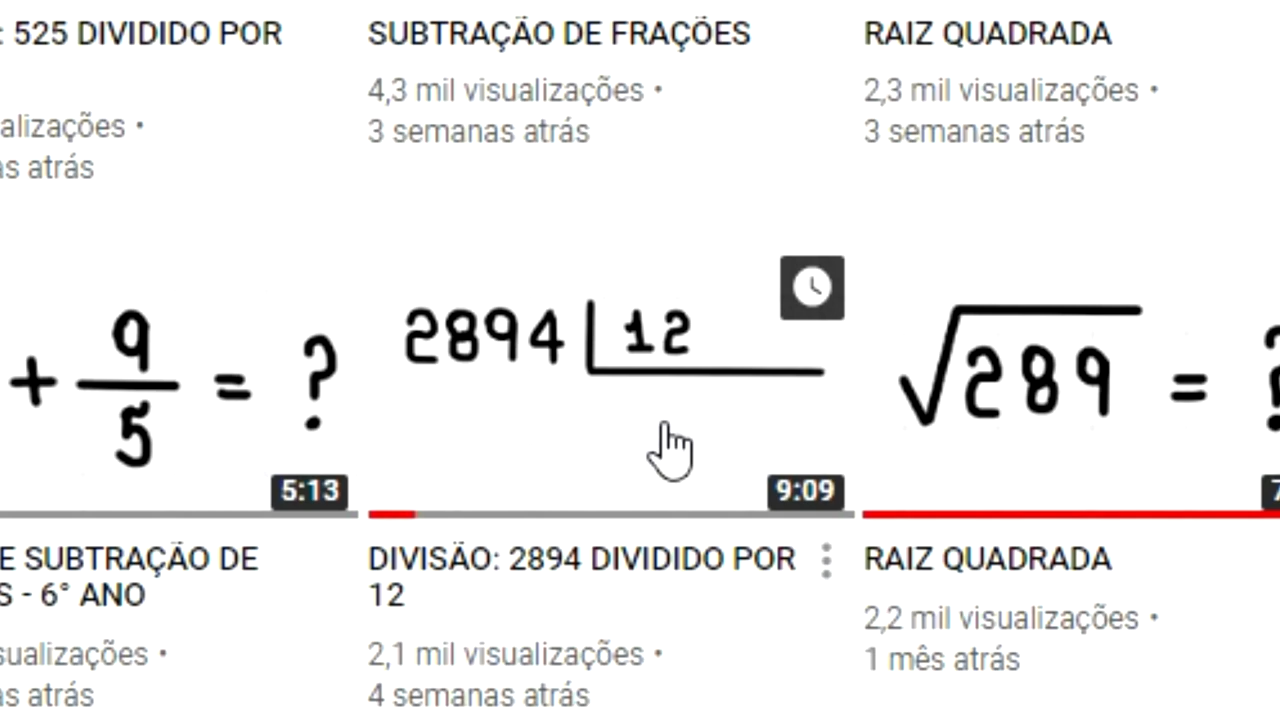 : 525 DIVIDIDO POR
alizações •
as atrás
SUBTRAÇÃO DE FRAÇÕES
4,3 mil visualizações •
3 semanas atrás
RAIZ QUADRADA
2,3 mil visualizações •
3 semanas atrás
+ 9/5 = ?
5:13
2894 12
9:09
√289 = ?
7
E SUBTRAÇÃO DE
S - 6° ANO
sualizações •
as atrás
DIVISÃO: 2894 DIVIDIDO POR
12
2,1 mil visualizações •
4 semanas atrás
RAIZ QUADRADA
2,2 mil visualizações •
1 mês atrás